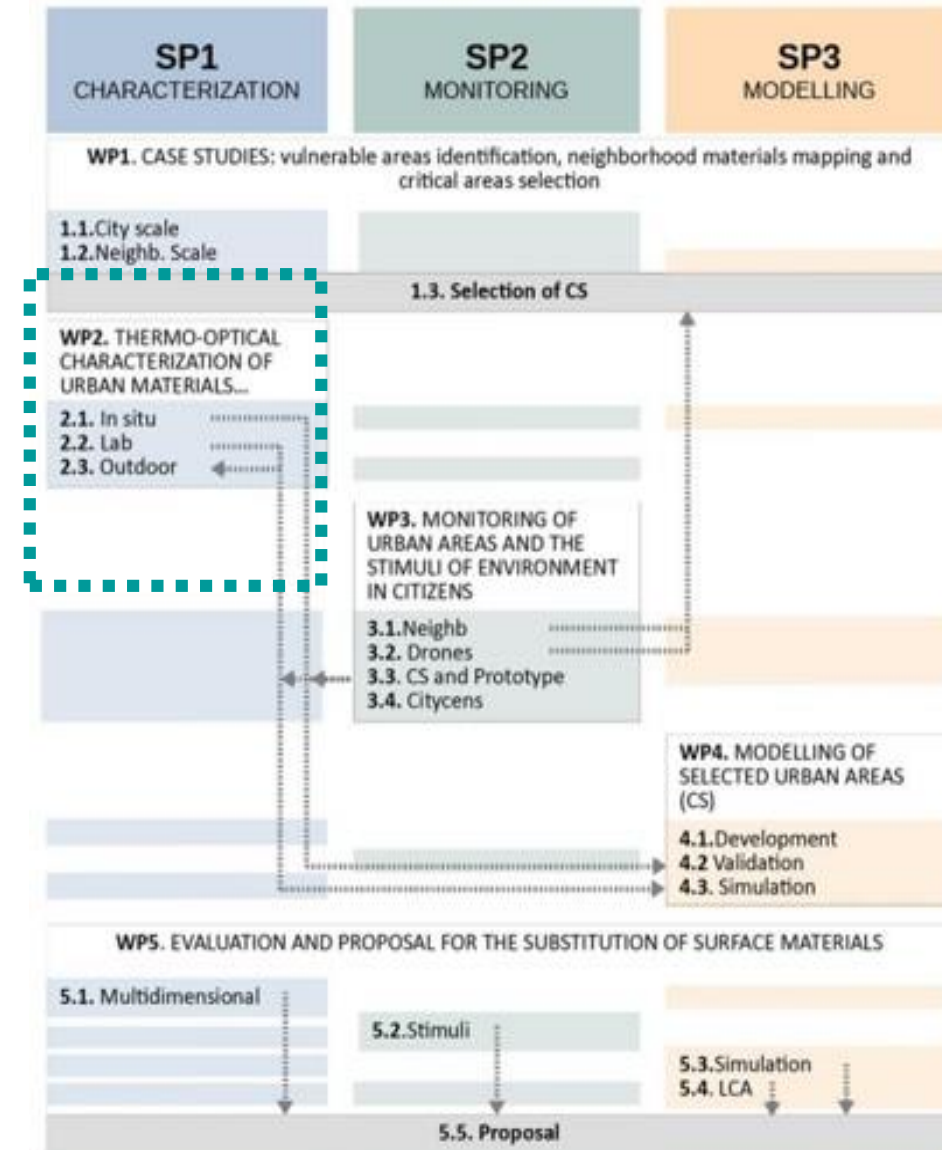 SP1
CHARACTERIZATION
SP2
MONITORING
SP3
MODELLING
WP1. CASE STUDIES: vulnerable areas identification, neighborhood materials mapping and
critical areas selection
1.1.City scale
1.2.Neighb. Scale
1.3. Selection of CS
WP2. THERMO-OPTICAL
CHARACTERIZATION OF
URBAN MATERIALS...
2.1. In situ
2.2. Lab
2.3. Outdoor
WP3. MONITORING OF
URBAN AREAS AND THE
STIMULI OF ENVIRONMENT
IN CITIZENS
3.1.Neighb
3.2. Drones
3.3. CS and Prototype
3.4. Citycens
WP4. MODELLING OF
SELECTED URBAN AREAS
(CS)
4.1.Development
4.2 Validation
4.3. Simulation
WP5. EVALUATION AND PROPOSAL FOR THE SUBSTITUTION OF SURFACE MATERIALS
5.1. Multidimensional
5.2.Stimuli
5.3.Simulation
5.4. LCA
5.5. Proposal